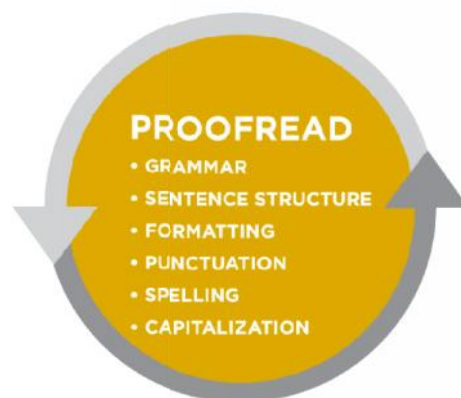 PROOFREAD
• GRAMMAR
• SENTENCE STRUCTURE
• FORMATTING
• PUNCTUATION
• SPELLING
• CAPITALIZATION